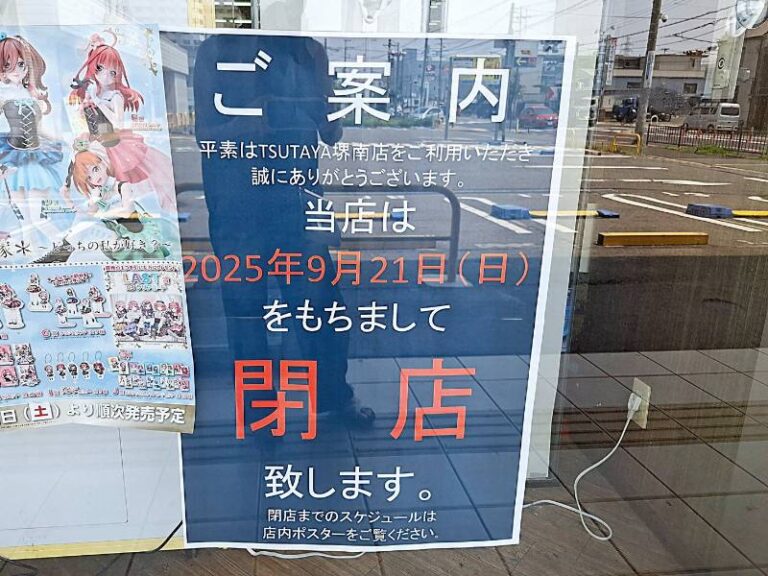 ご案内
平素はTSUTAYA堺南店をご利用いただき
誠にありがとうございます。
当店は
2025年9月21日(日)
をもちまして
閉店
致します。
閉店までのスケジュールは
店内ポスターをご覧ください。
日(土)より順次発売予定